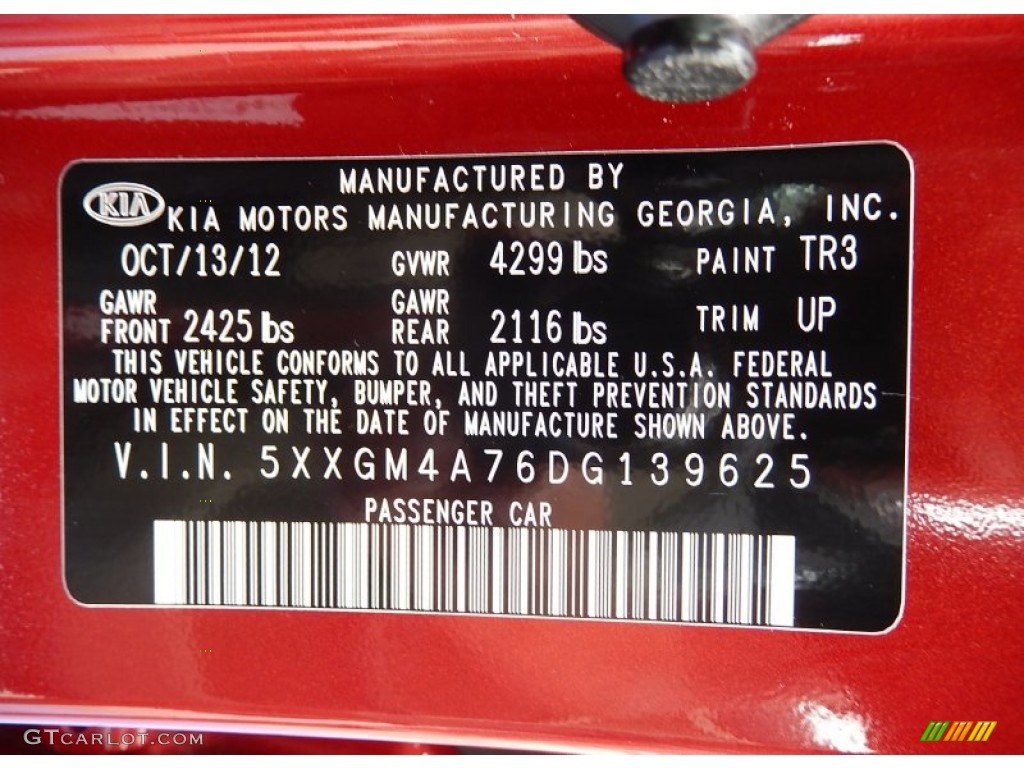 MANUFACTURED BY
KIA KIA MOTORS MANUFACTURING GEORGIA, INC.
OCT/13/12 GVWR 4299 lbs PAINT TR3
GAWR FRONT 2425 lbs GAWR REAR 2116 lbs TRIM UP
THIS VEHICLE CONFORMS TO ALL APPLICABLE U.S.A. FEDERAL
MOTOR VEHICLE SAFETY, BUMPER, AND THEFT PREVENTION STANDARDS
IN EFFECT ON THE DATE OF MANUFACTURE SHOWN ABOVE.
V.I.N. 5XXGM4A76DG139625
PASSENGER CAR
GTCARLOT.COM